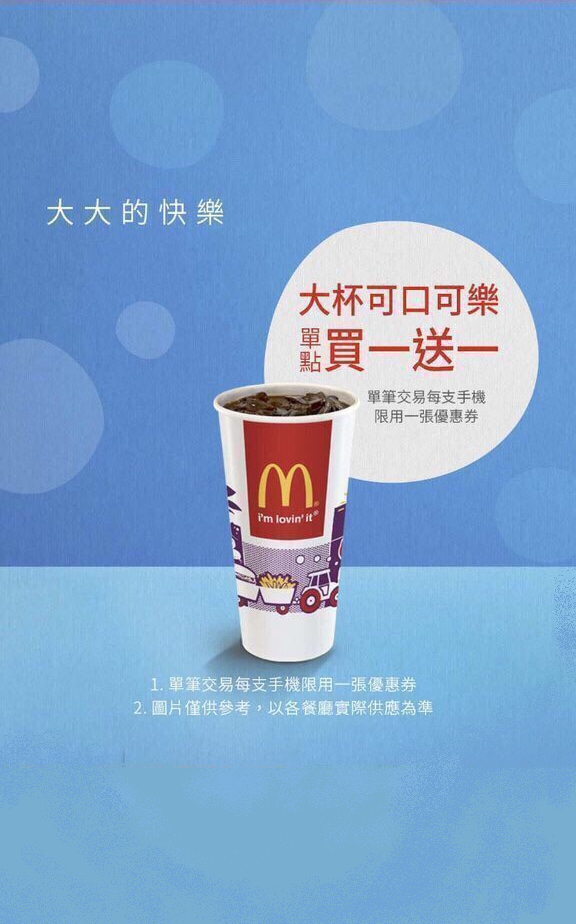 大大的快樂
大杯可口可樂
單點買一送一
單筆交易每支手機
限用一張優惠券
i'm lovin' it®
1. 單筆交易每支手機限用一張優惠券
2. 圖片僅供參考，以各餐廳實際供應為準